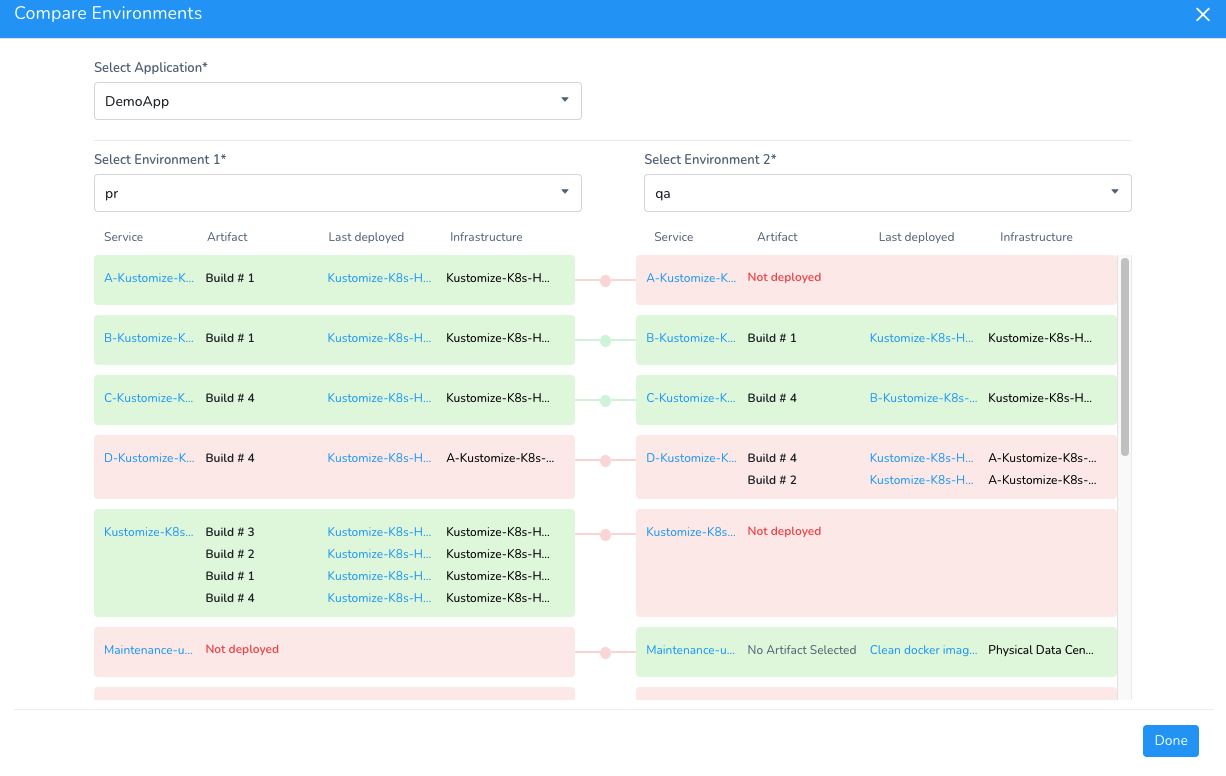 Compare Environments
Select Application*
DemoApp
Select Environment 1*
Select Environment 2*
pr
qa
Service Artifact Last deployed Infrastructure
Service Artifact Last deployed Infrastructure
A-Kustomize-K... Build # 1 Kustomize-K8s-H... Kustomize-K8s-H...
A-Kustomize-K... Not deployed
B-Kustomize-K... Build # 1 Kustomize-K8s-H... Kustomize-K8s-H...
B-Kustomize-K... Build # 1 Kustomize-K8s-H... Kustomize-K8s-H...
C-Kustomize-K... Build # 4 Kustomize-K8s-H... Kustomize-K8s-H...
C-Kustomize-K... Build # 4 B-Kustomize-K8s-... Kustomize-K8s-H...
D-Kustomize-K... Build # 4 Kustomize-K8s-H... A-Kustomize-K8s-...
D-Kustomize-K... Build # 4 Kustomize-K8s-H... A-Kustomize-K8s-...
Build # 2 Kustomize-K8s-H... A-Kustomize-K8s-...
Kustomize-K8s... Build # 3 Kustomize-K8s-H... Kustomize-K8s-H...
Build # 2 Kustomize-K8s-H... Kustomize-K8s-H...
Build # 1 Kustomize-K8s-H... Kustomize-K8s-H...
Build # 4 Kustomize-K8s-H... Kustomize-K8s-H...
Kustomize-K8s... Not deployed
Maintenance-u... Not deployed
Maintenance-u... No Artifact Selected Clean docker imag... Physical Data Cen...
Done